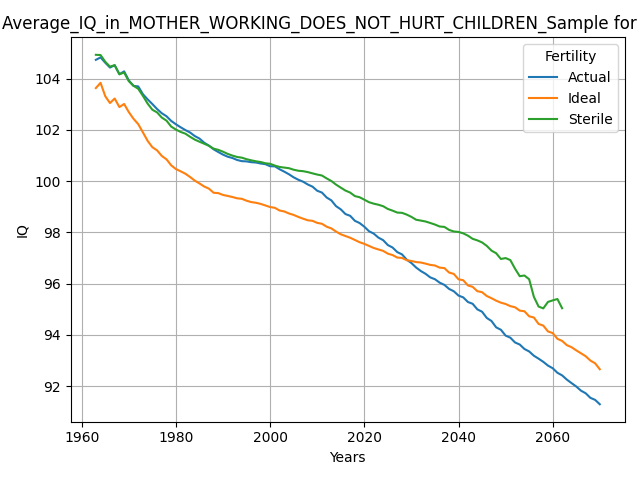 Average_IQ_in_MOTHER_WORKING_DOES_NOT_HURT_CHILDREN_Sample for
Fertility
Actual
Ideal
Sterile
104
102
100
98
96
94
92
IQ
1960
1980
2000
2020
2040
2060
Years